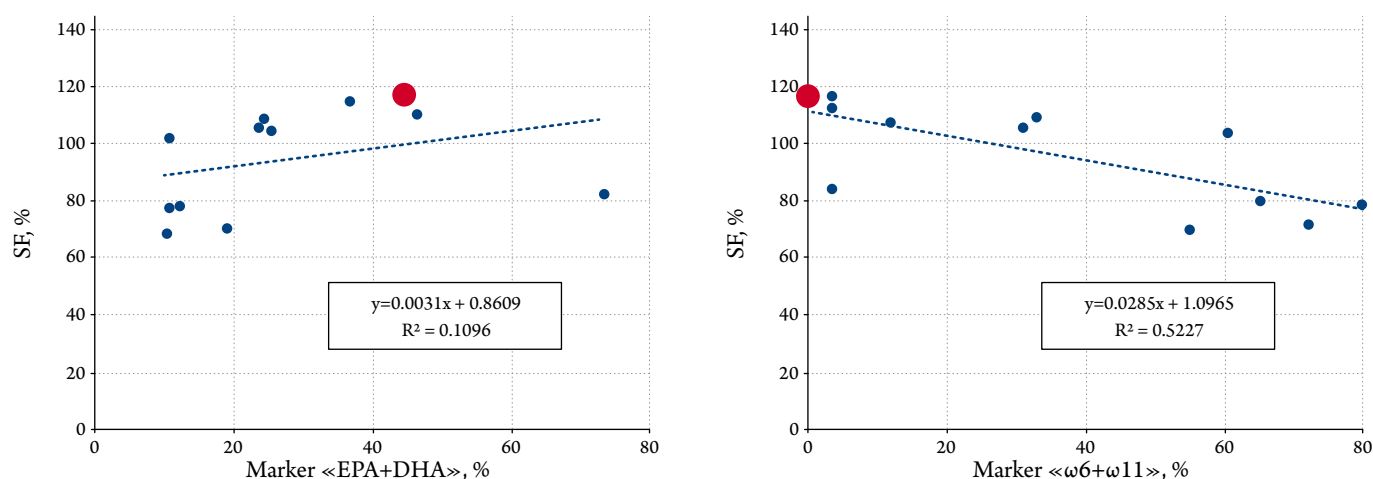 140
120
100
80
60
40
20
0
SF, %
y=0.0031x + 0.8609
R² = 0.1096
0 20 40 60 80
Marker «EPA+DHA», %
140
120
100
80
60
40
20
0
SF, %
y=0.0285x + 1.0965
R² = 0.5227
0 20 40 60 80
Marker «ω6+ω11», %